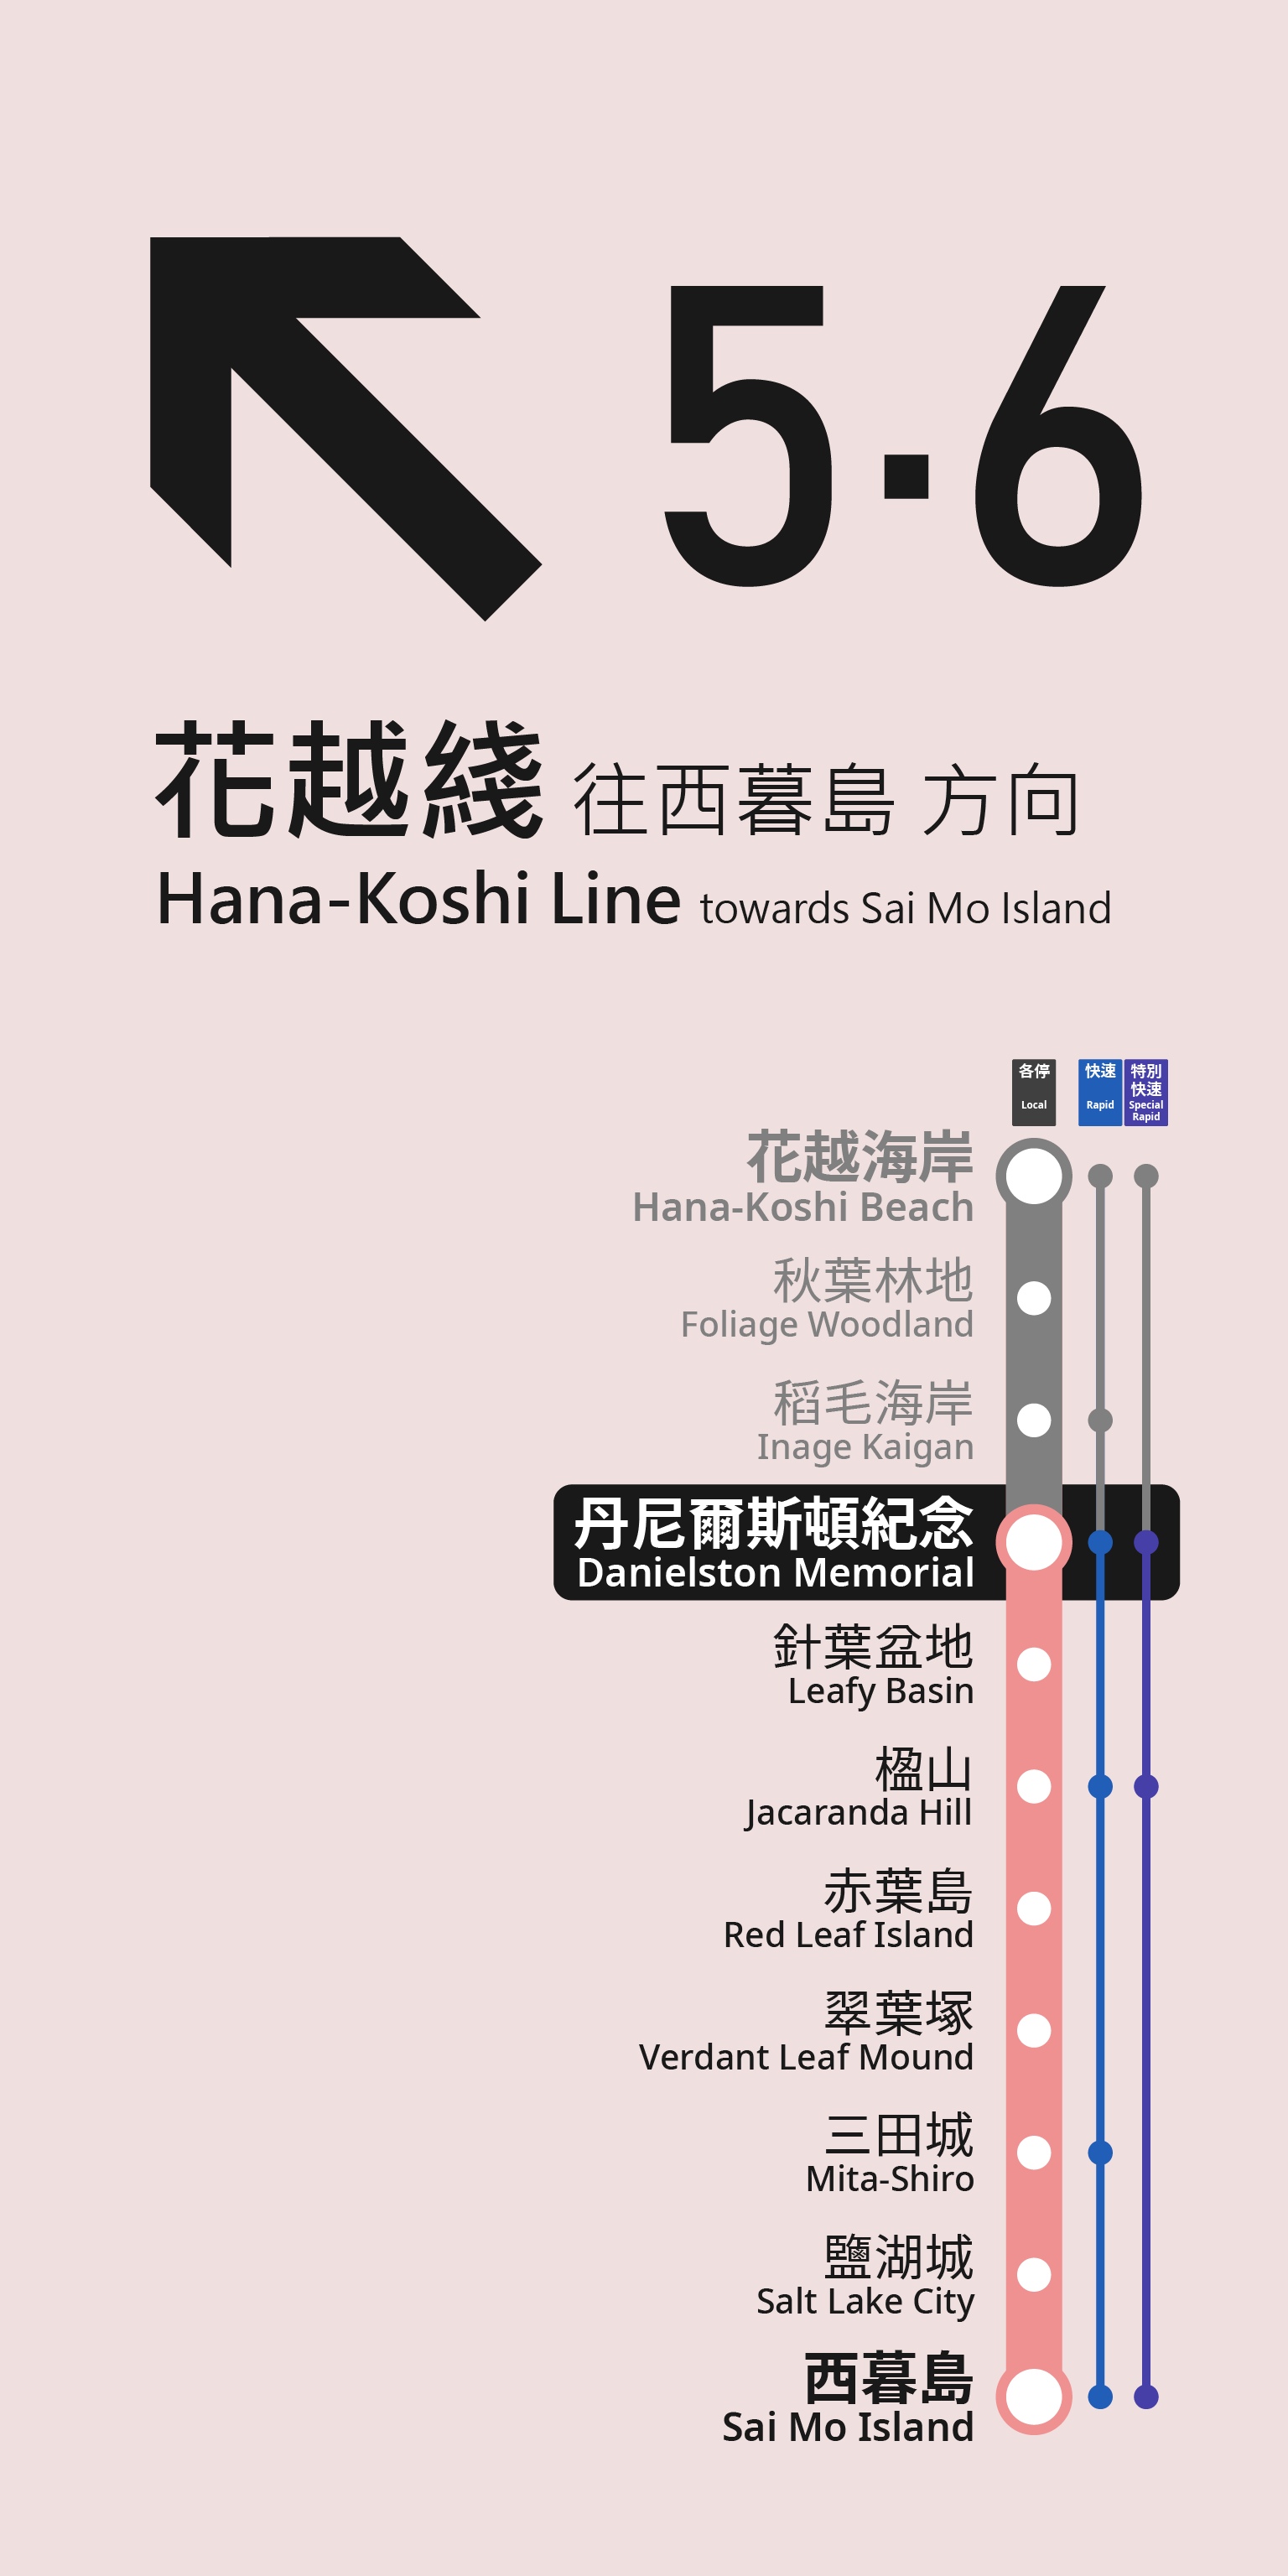 5·6
花越綫 往西暮島 方向
Hana-Koshi Line towards Sai Mo Island
各停 快速 特別
快速
Local Rapid Special
Rapid
花越海岸
Hana-Koshi Beach
秋葉林地
Foliage Woodland
稻毛海岸
Inage Kaigan
丹尼爾斯頓紀念
Danielston Memorial
針葉盆地
Leafy Basin
楹山
Jacaranda Hill
赤葉島
Red Leaf Island
翠葉塚
Verdant Leaf Mound
三田城
Mita-Shiro
鹽湖城
Salt Lake City
西暮島
Sai Mo Island